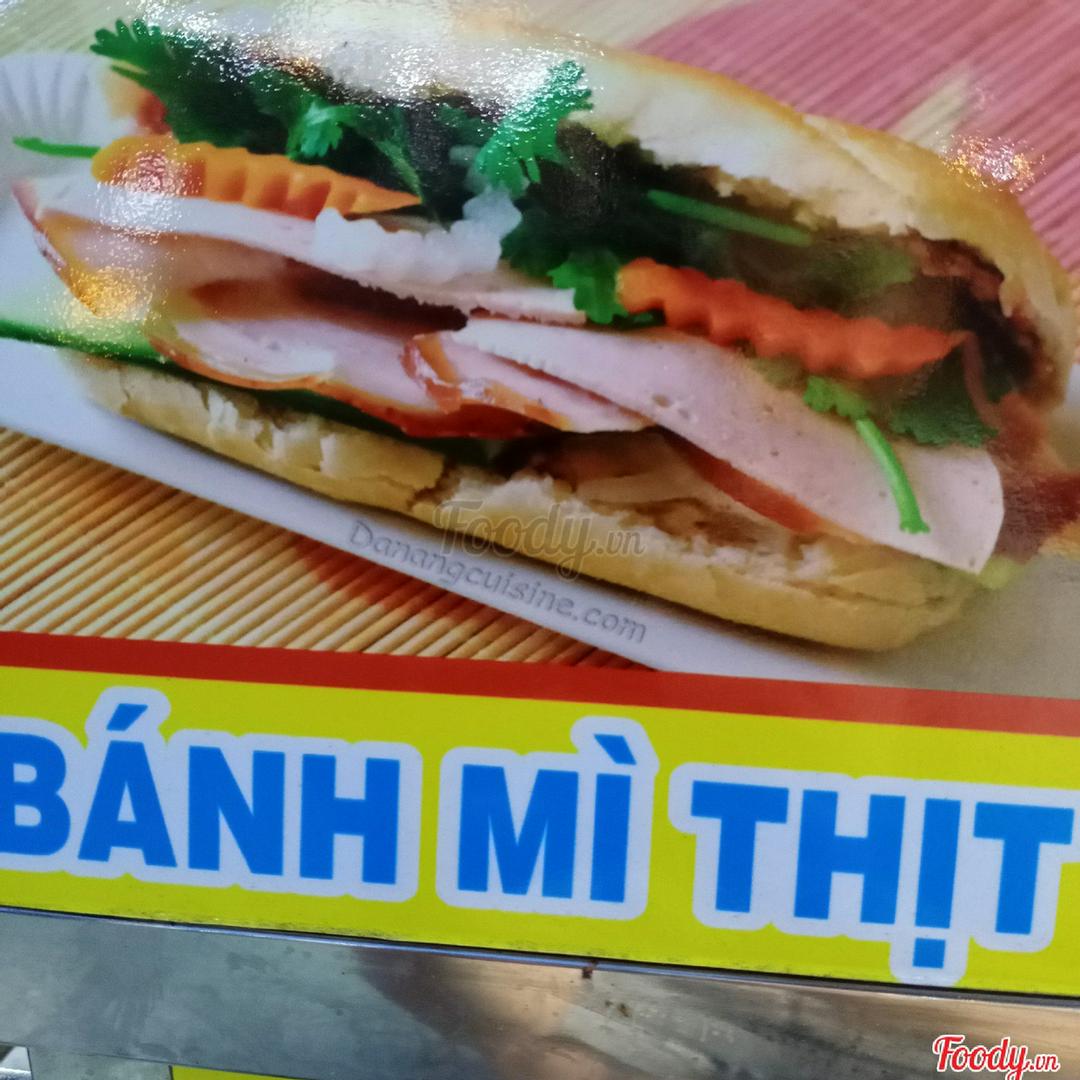 Foody.vn
Danangcuisine.com
BÁNH MÌ THỊT
Foody.vn